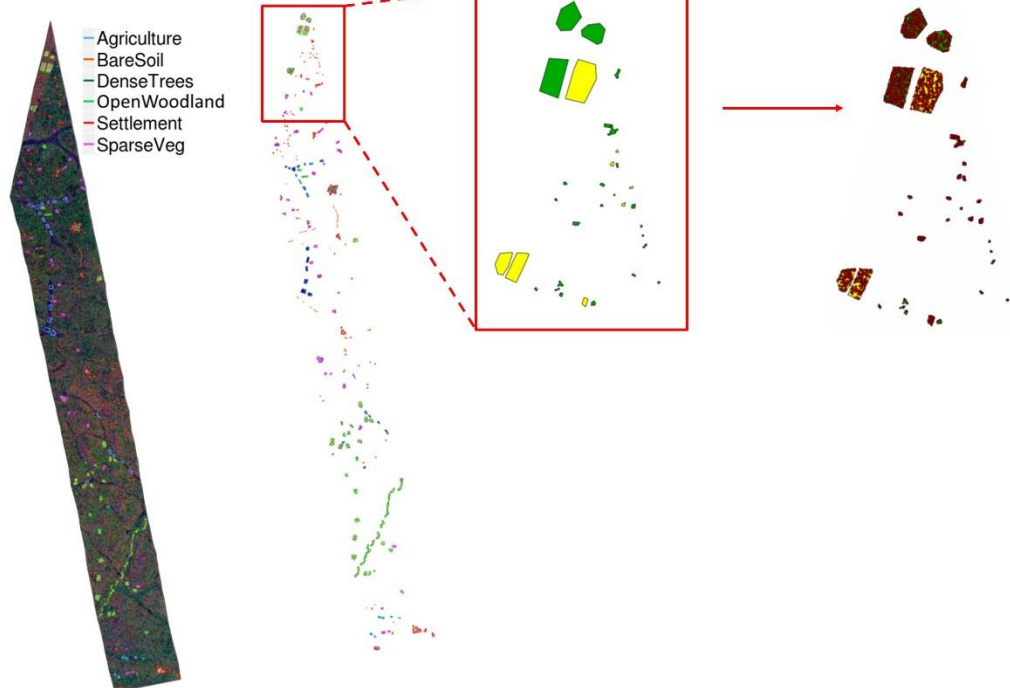 Agriculture
BareSoil
DenseTrees
OpenWoodland
Settlement
SparseVeg